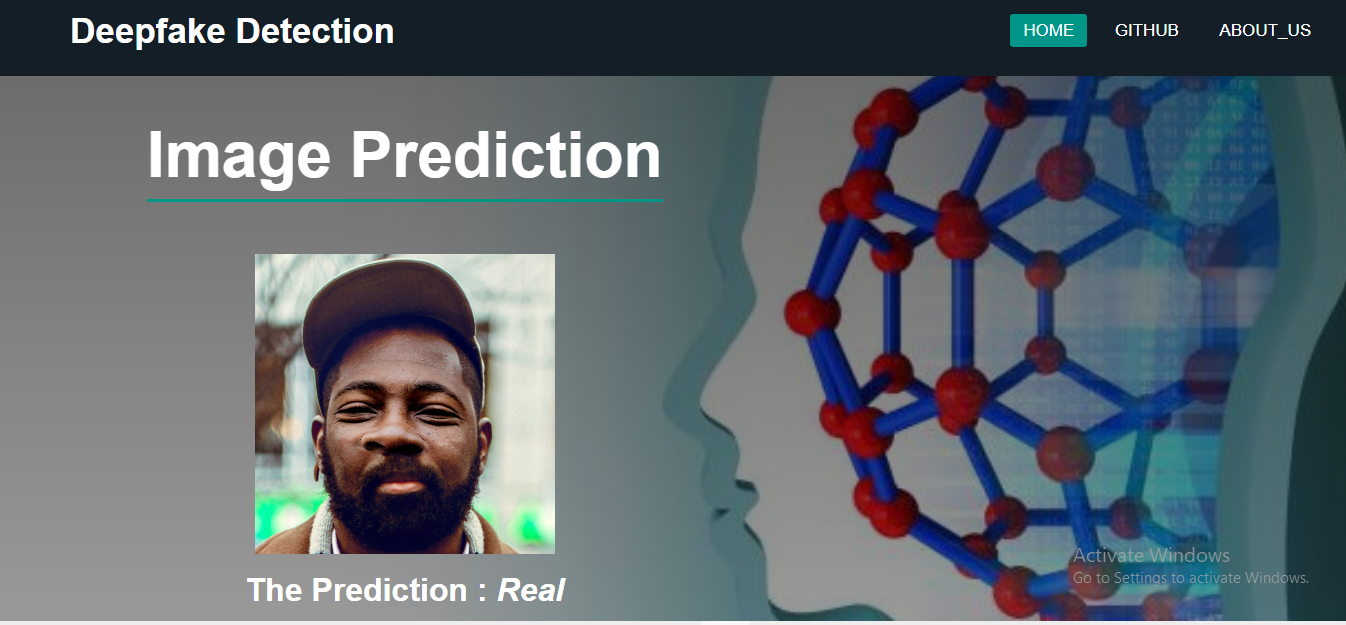 Deepfake Detection
HOME GITHUB ABOUT_US
Image Prediction
The Prediction : Real
Activate Windows
Go to Settings to activate Windows.